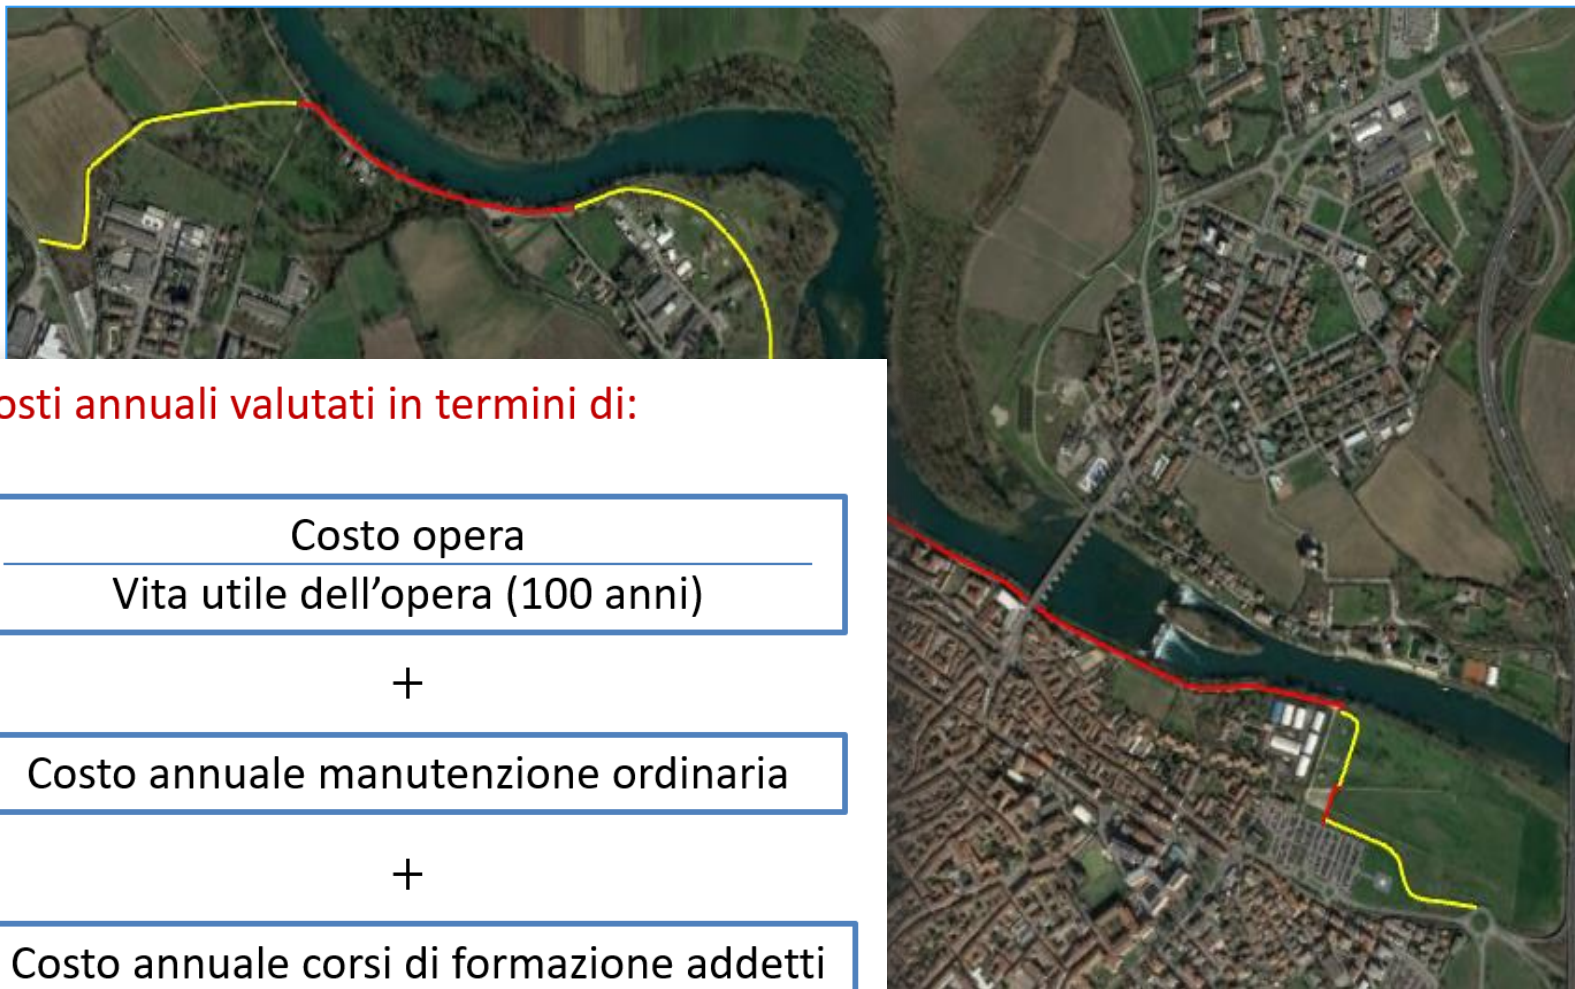 osti annuali valutati in termini di:
Costo opera
Vita utile dell’opera (100 anni)
+
Costo annuale manutenzione ordinaria
+
Costo annuale corsi di formazione addetti